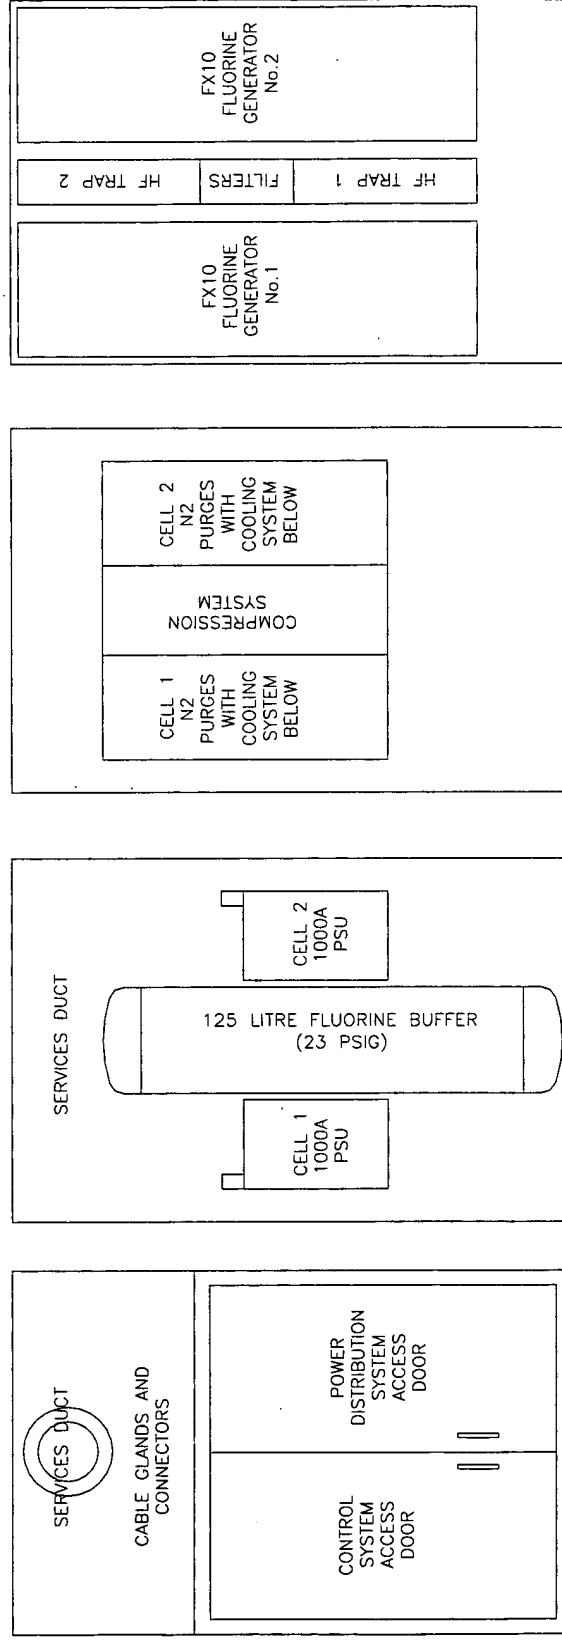 SERVICES DUCT
CABLE GLANDS AND
CONNECTORS
CONTROL
SYSTEM
ACCESS
DOOR
POWER
DISTRIBUTION
SYSTEM
ACCESS
DOOR
SERVICES DUCT
CELL 1
1000A
PSU
125 LITRE FLUORINE BUFFER
(23 PSIG)
CELL 2
1000A
PSU
CELL 1
N2
PURGES
WITH
COOLING
SYSTEM
BELOW
COMPRESSION
SYSTEM
CELL 2
N2
PURGES
WITH
COOLING
SYSTEM
BELOW
FX10
FLUORINE
GENERATOR
No.1
HF TRAP 2
FILTERS
HF TRAP 1
FX10
FLUORINE
GENERATOR
No.2